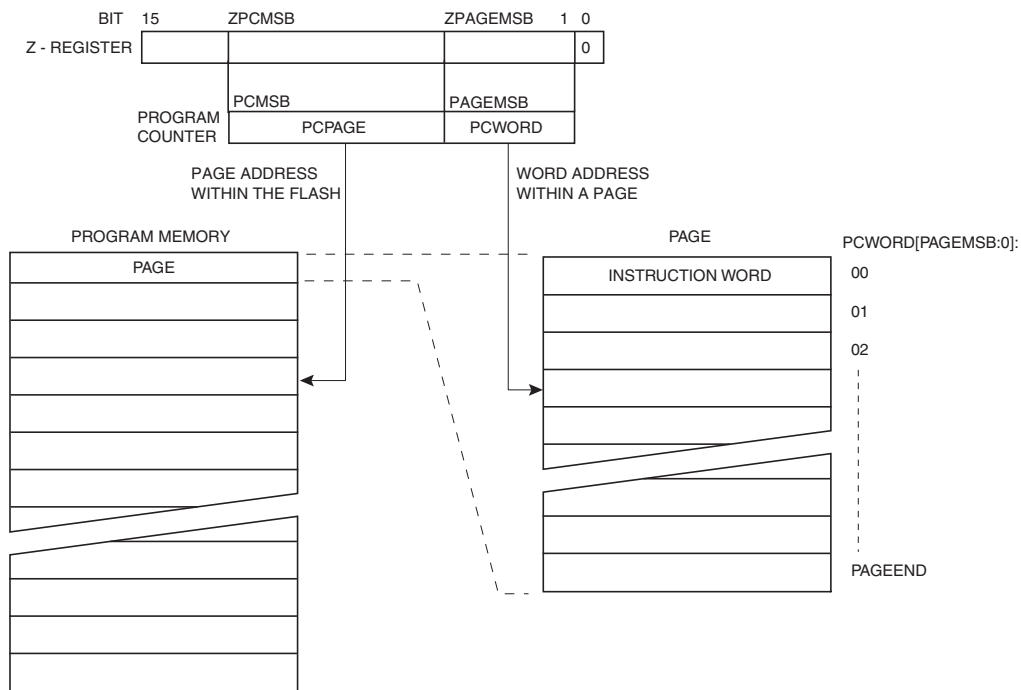 BIT 15 ZPCMSB ZPAGEMSB 1 0
Z - REGISTER 0
PCMSB PAGEMSB
PROGRAM
COUNTER
PCPAGE PCWORD
PAGE ADDRESS
WITHIN THE FLASH
WORD ADDRESS
WITHIN A PAGE
PROGRAM MEMORY
PAGE
PAGE
PCWORD[PAGEMSB:0]:
INSTRUCTION WORD 00
01
02
PAGEEND